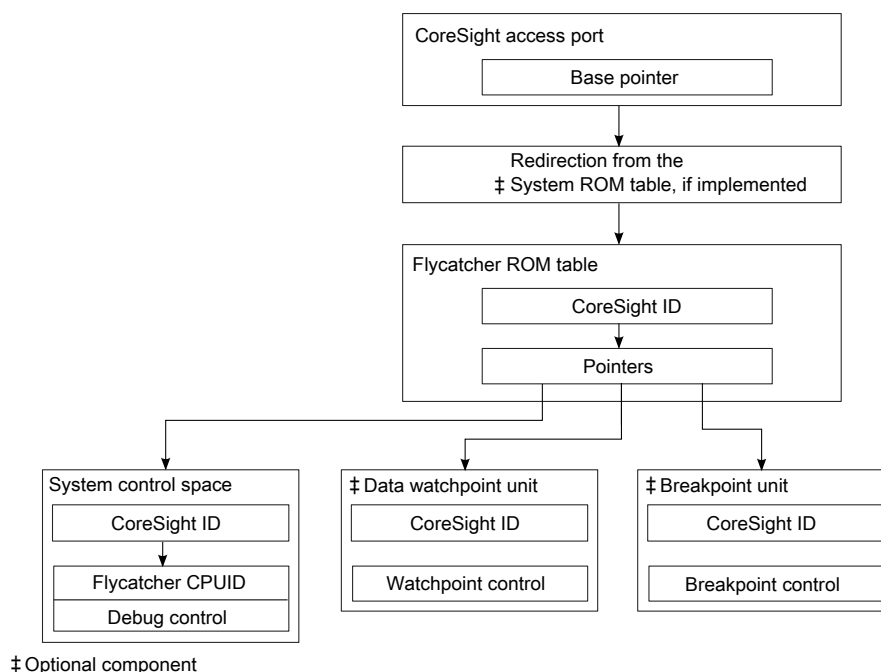 CoreSight access port
Base pointer
Redirection from the
‡ System ROM table, if implemented
Flycatcher ROM table
CoreSight ID
Pointers
System control space
CoreSight ID
Flycatcher CPUID
Debug control
‡ Data watchpoint unit
CoreSight ID
Watchpoint control
‡ Breakpoint unit
CoreSight ID
Breakpoint control
‡ Optional component